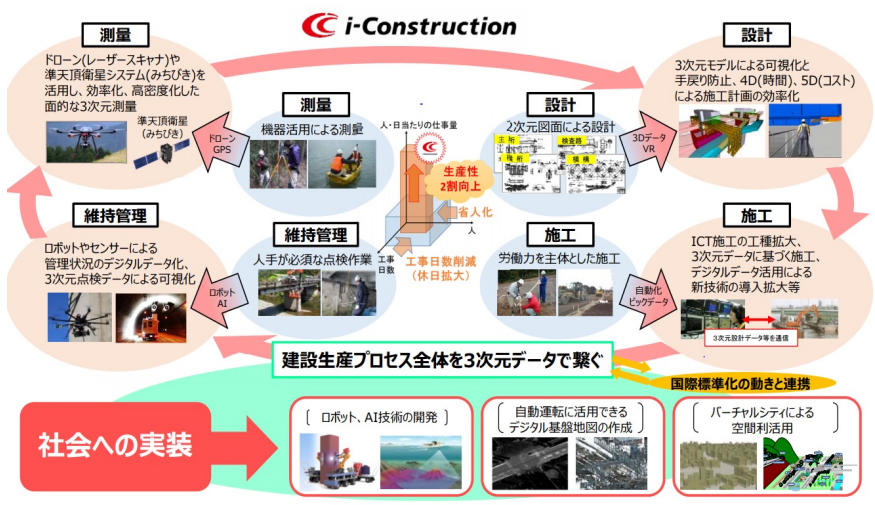 i-Construction
測量
ドローン(レーザースキャナ)や
準天頂衛星システム(みちびき)を
活用し、効率化、高密度化した
面的な3次元測量
準天頂衛星
(みちびき)
ドローン
GPS
測量
機器活用による測量
人・日当たりの仕事量
生産性
2割向上
省人化
人
工事
日数
工事日数削減
(休日拡大)
設計
2次元図面による設計
主桁
検査路
横桁
横構
3Dデータ
VR
設計
3次元モデルによる可視化と
手戻り防止、4D(時間)、5D(コスト)
による施工計画の効率化
維持管理
ロボットやセンサーによる
管理状況のデジタルデータ化、
3次元点検データによる可視化
ロボット
AI
維持管理
人手が必須な点検作業
施工
労働力を主体とした施工
自動化
ビックデータ
施工
ICT施工の工種拡大、
3次元データに基づく施工、
デジタルデータ活用による
新技術の導入拡大等
3次元設計データ等を通信
建設生産プロセス全体を3次元データで繋ぐ
国際標準化の動きと連携
社会への実装
ロボット、AI技術の開発
自動運転に活用できる
デジタル基盤地図の作成
バーチャルシティによる
空間利活用